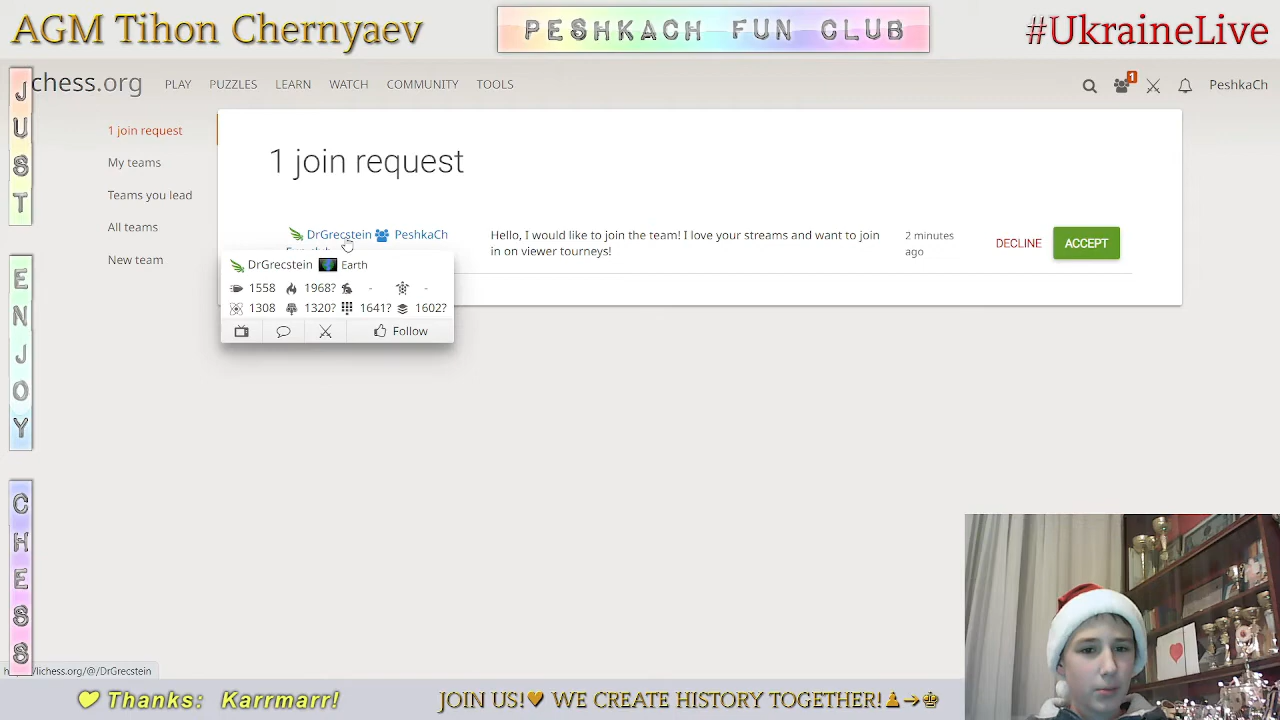 AGM Tihon Chernyaev
PESHKACH FUN CLUB
#UkraineLive
chess.org
PLAY
PUZZLES
LEARN
WATCH
COMMUNITY
TOOLS
1
PeshkaCh
JUST
ENJOY
CHESS
1 join request
My teams
Teams you lead
All teams
New team
1 join request
DrGrecstein PeshkaCh
Hello, I would like to join the team! I love your streams and want to join
in on viewer tourneys!
2 minutes
ago
DECLINE
ACCEPT
DrGrecstein Earth
1558 1968? - -
1308 1320? 1641? 1602?
Follow
lichess.org/@/DrGrecstein
Thanks: Karrmarr!
JOIN US!🧡 WE CREATE HISTORY TOGETHER!♟→♚